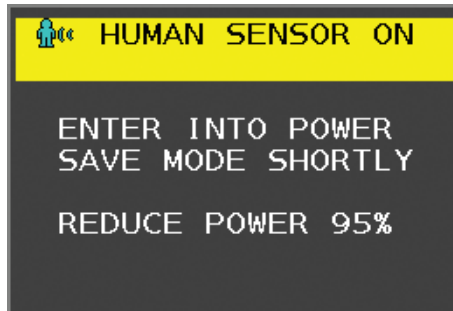 HUMAN SENSOR ON
ENTER INTO POWER
SAVE MODE SHORTLY
REDUCE POWER 95%